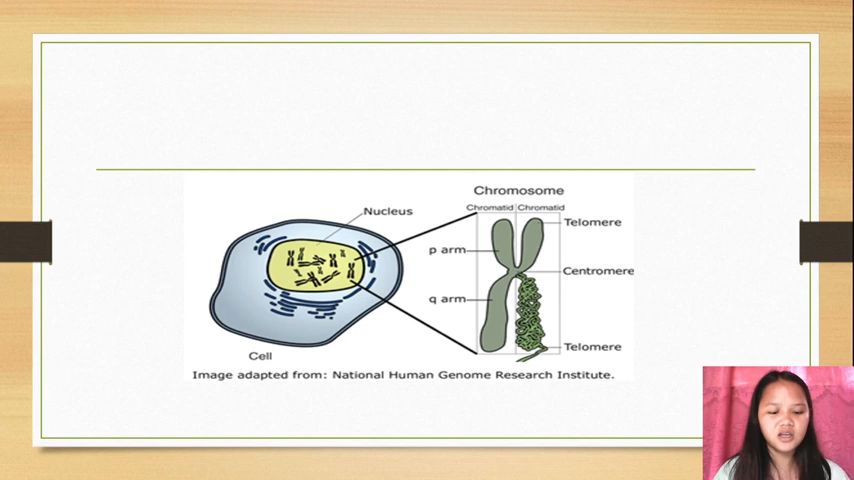 Chromosome
Chromatid Chromatid
Nucleus
Telomere
p arm
Centromere
q arm
Telomere
Cell
Image adapted from: National Human Genome Research Institute.